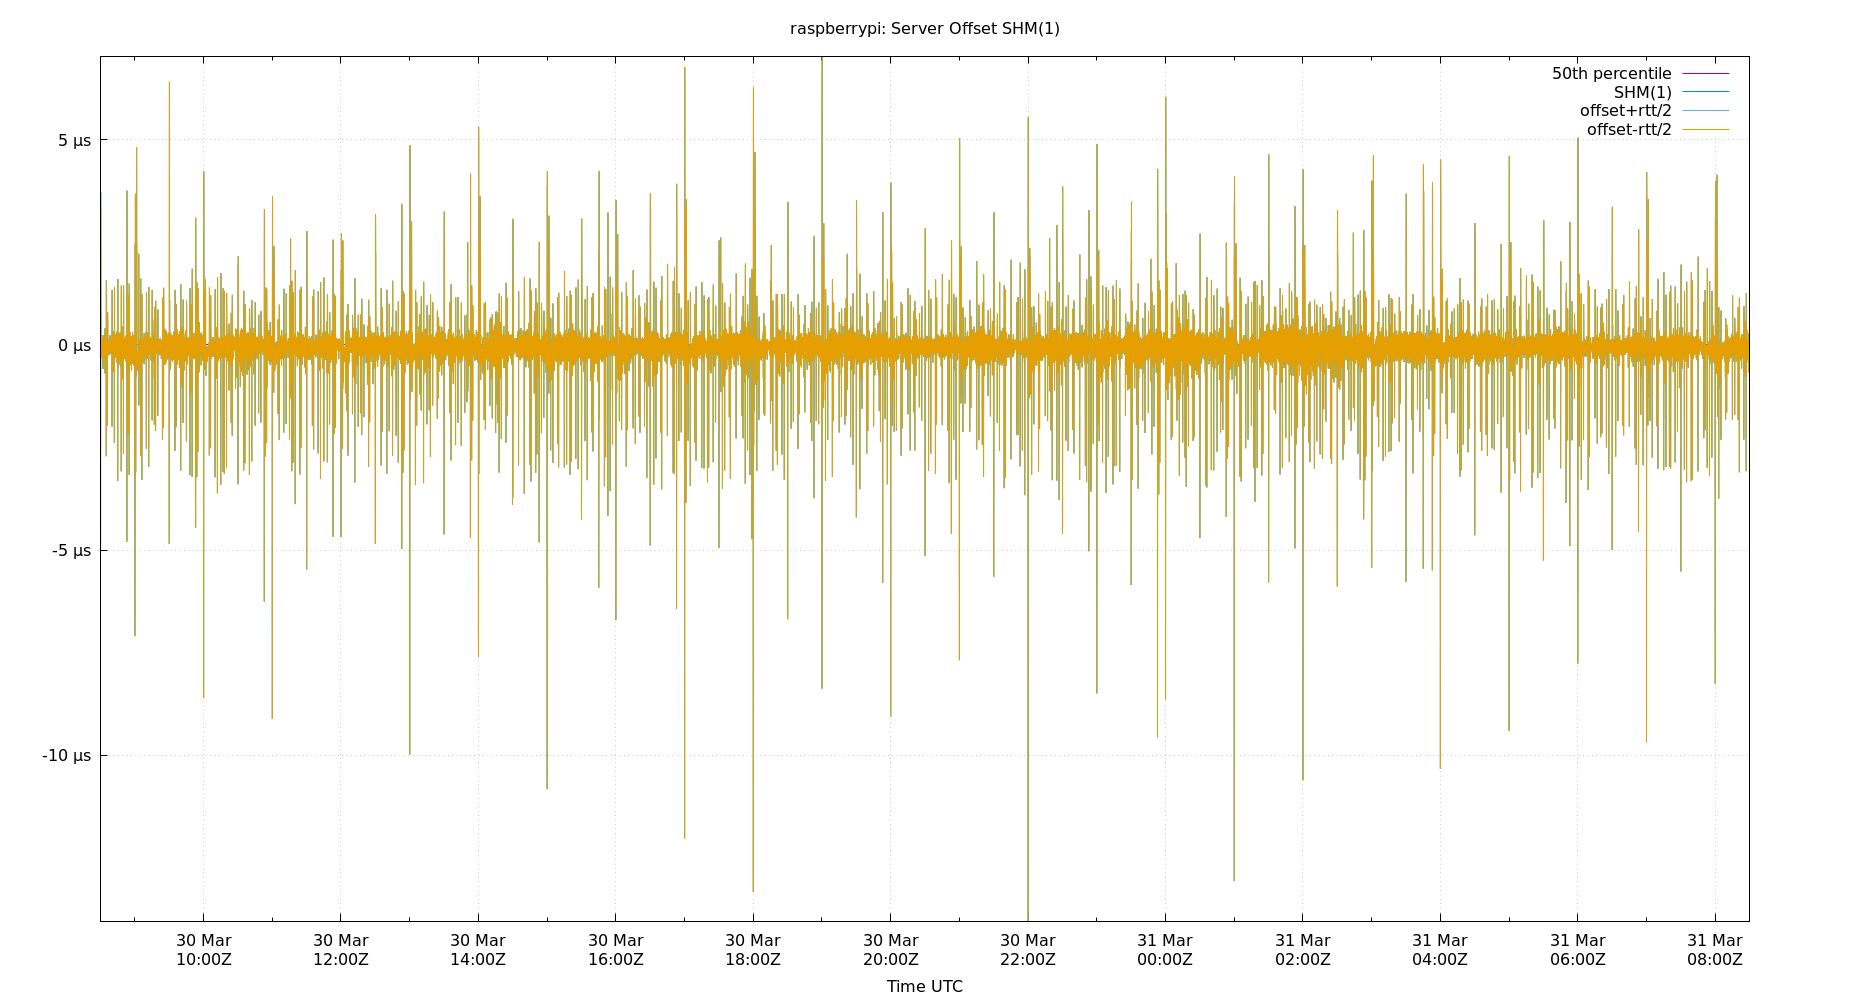 raspberrypi: Server Offset SHM(1)
50th percentile
SHM(1)
offset+rtt/2
offset-rtt/2
5 µs
0 µs
-5 µs
-10 µs
30 Mar 30 Mar 30 Mar 30 Mar 30 Mar 30 Mar 30 Mar 31 Mar 31 Mar 31 Mar 31 Mar 31 Mar
10:00Z 12:00Z 14:00Z 16:00Z 18:00Z 20:00Z 22:00Z 00:00Z 02:00Z 04:00Z 06:00Z 08:00Z
Time UTC